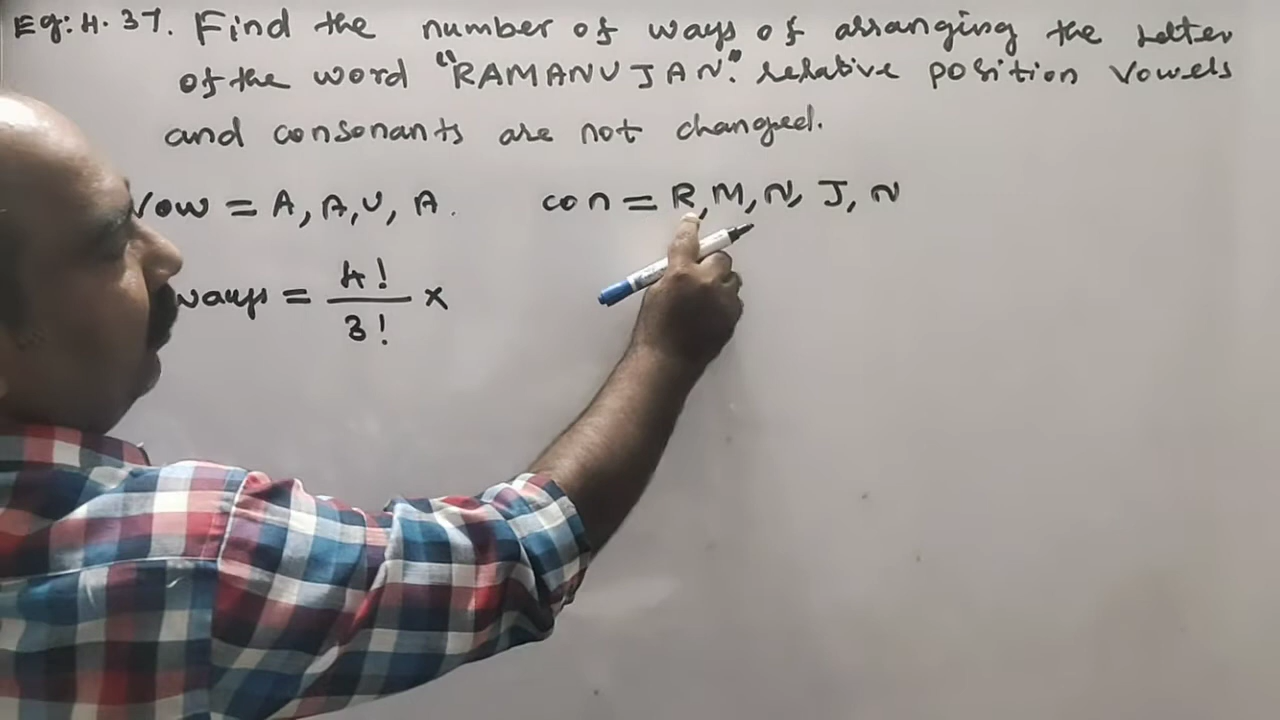 Eg: 4.37. Find the number of ways of arranging the Letter
of the word "RAMANUJAN". relative position Vowels
and consonants are not changed.
Vow = A, A, U, A. con = R, M, N, J, N
ways = 4! / 3! ×